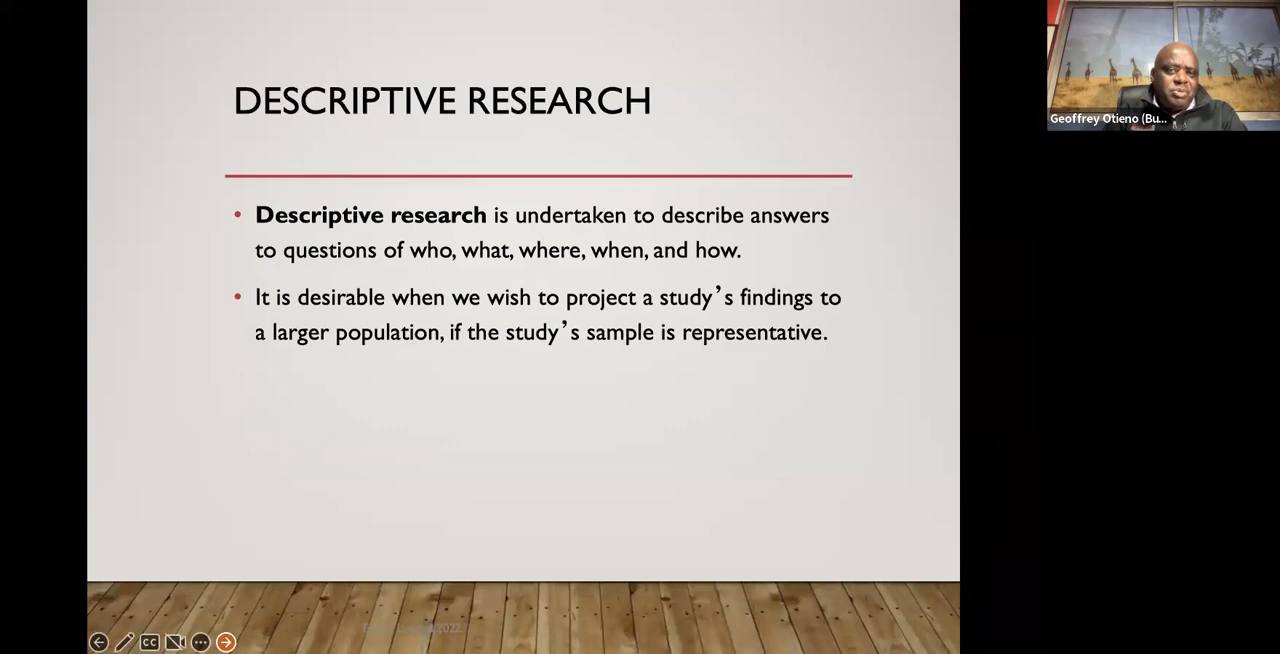 DESCRIPTIVE RESEARCH
• Descriptive research is undertaken to describe answers
to questions of who, what, where, when, and how.
• It is desirable when we wish to project a study’s findings to
a larger population, if the study’s sample is representative.
2022
CC
Geoffrey Otieno (Bu...